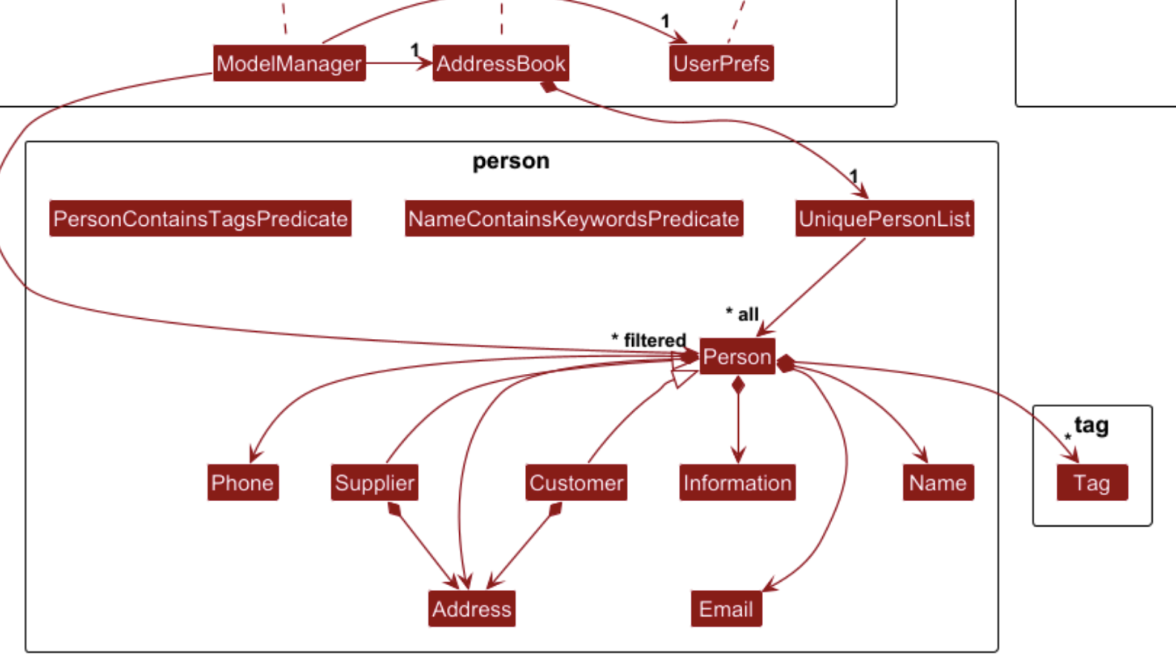 1
1
ModelManager
AddressBook
UserPrefs
person
1
PersonContainsTagsPredicate
NameContainsKeywordsPredicate
UniquePersonList
* all
* filtered
Person
tag
*
Phone
Supplier
Customer
Information
Name
Tag
Address
Email